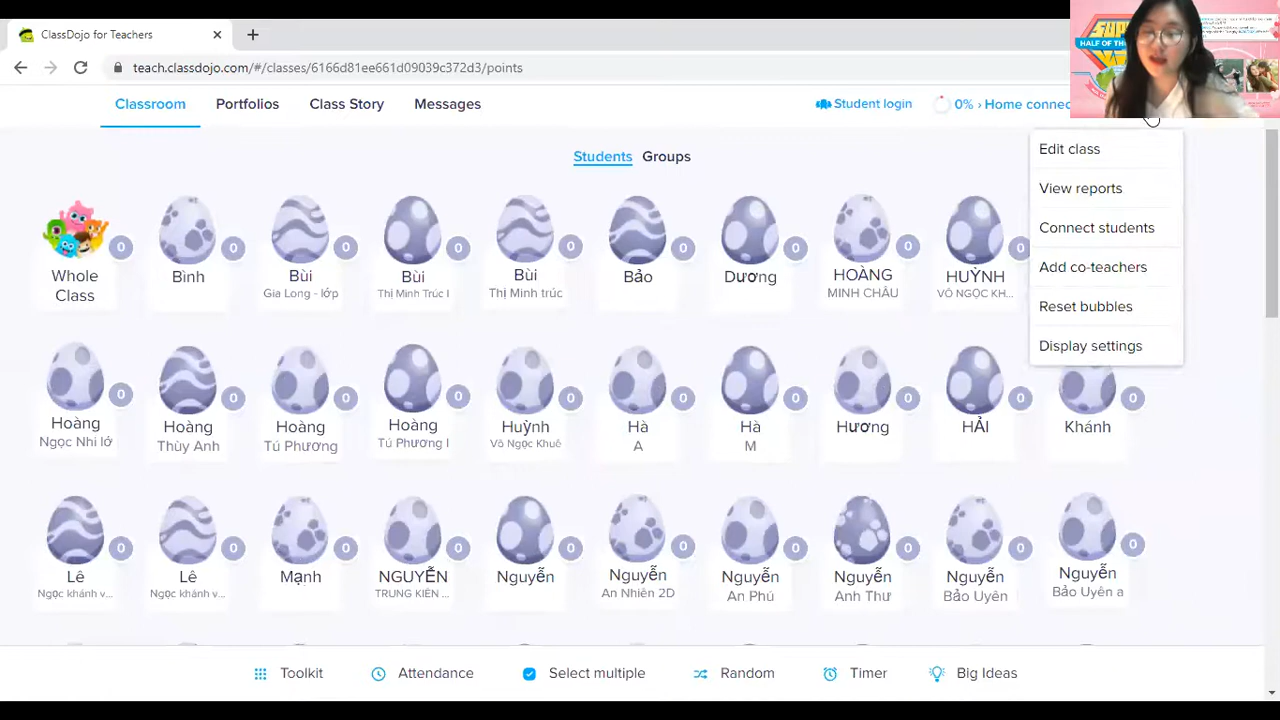 ClassDojo for Teachers
Classroom
Portfolios
Class Story
Messages
Student login
0% › Home connec
Edit class
View reports
Connect students
Add co-teachers
Reset bubbles
Display settings
Students
Groups
0
0
0
0
0
0
0
0
0
Whole
Class
Bình
Bùi
Gia Long - lớp
Bùi
Thị Minh Trúc l
Bùi
Thị Minh trúc
Bảo
Dương
HOÀNG
MINH CHÂU
HUỲNH
VÕ NGỌC KH...
0
0
0
0
0
0
0
0
0
0
Hoàng
Ngọc Nhi lớ
Hoàng
Thùy Anh
Hoàng
Tú Phương
Hoàng
Tú Phương l
Huỳnh
Võ Ngọc Khuê
Hà
A
Hà
M
Hương
HẢI
Khánh
0
0
0
0
0
0
0
0
0
0
Lê
Ngọc khánh v...
Lê
Ngọc khánh v...
Mạnh
NGUYỄN
TRUNG KIÊN ...
Nguyễn
Nguyễn
An Nhiên 2D
Nguyễn
An Phú
Nguyễn
Anh Thư
Nguyễn
Bảo Uyên
Nguyễn
Bảo Uyên a
Toolkit
Attendance
Select multiple
Random
Timer
Big Ideas
HALF OF TH